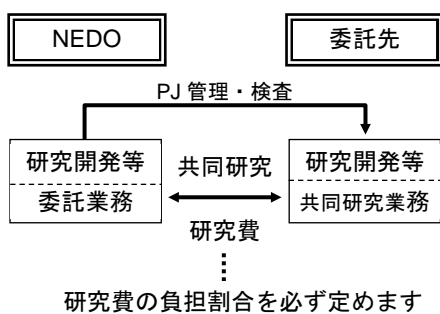 NEDO
委託先
PJ 管理・検査
研究開発等
委託業務
共同研究
研究費
研究開発等
共同研究業務
研究費の負担割合を必ず定めます